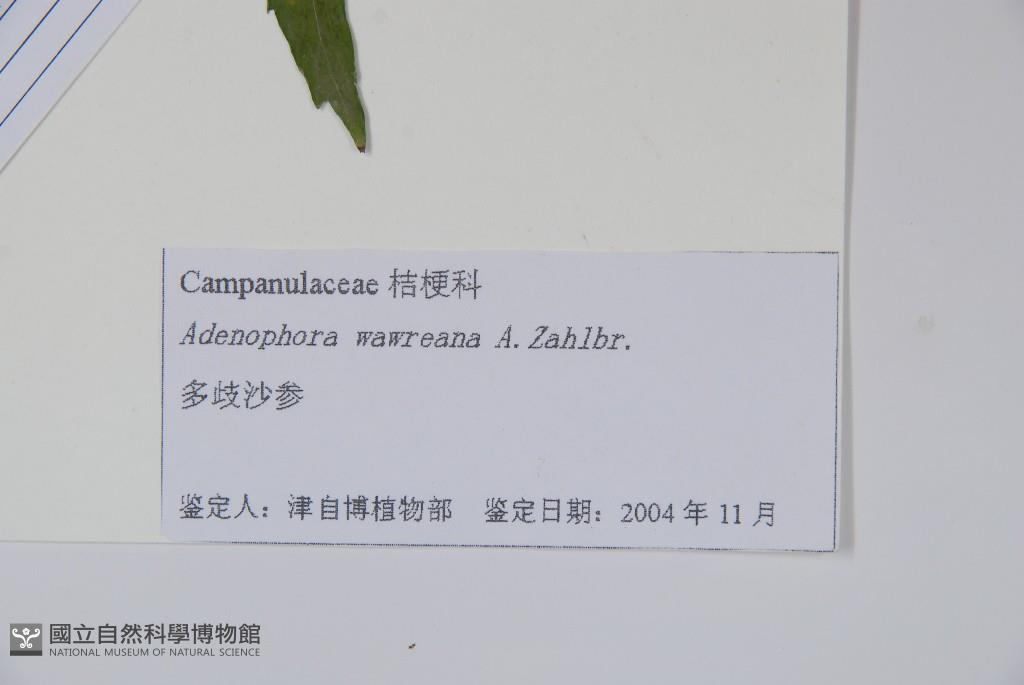 Campanulaceae 桔梗科
Adenophora wawreana A.Zahlbr.
多歧沙参
鉴定人：津自博植物部 鉴定日期：2004 年 11 月
國立自然科學博物館
NATIONAL MUSEUM OF NATURAL SCIENCE